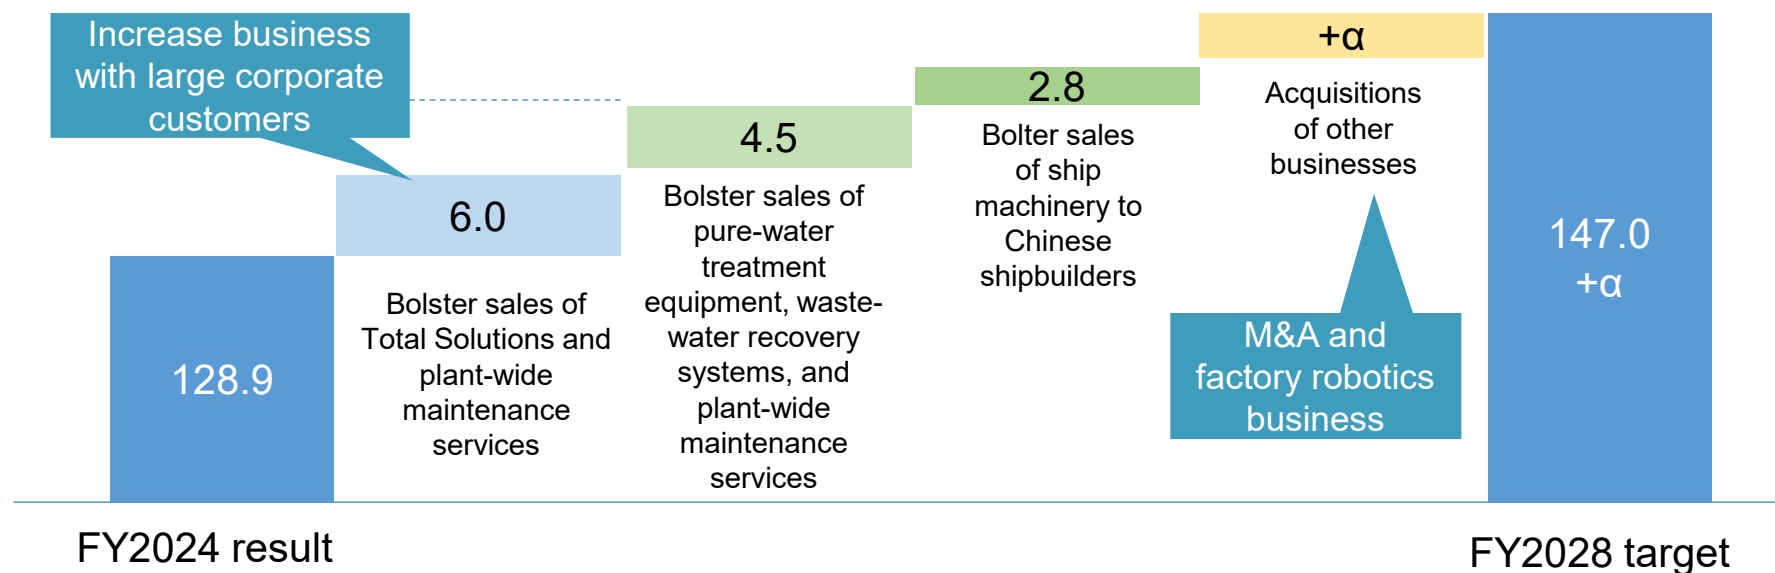 Increase business
with large corporate
customers
6.0
Bolster sales of
Total Solutions and
plant-wide
maintenance
services
128.9
FY2024 result
4.5
Bolster sales of
pure-water
treatment
equipment, waste-
water recovery
systems, and
plant-wide
maintenance
services
2.8
Bolter sales
of ship
machinery to
Chinese
shipbuilders
+α
Acquisitions
of other
businesses
M&A and
factory robotics
business
147.0
+α
FY2028 target